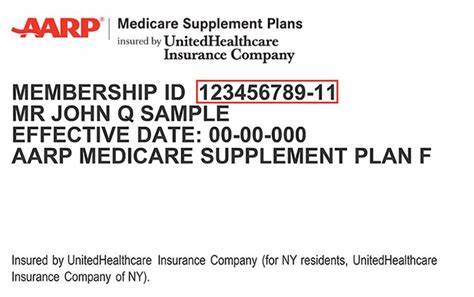 AARP® Medicare Supplement Plans
insured by UnitedHealthcare
Insurance Company
MEMBERSHIP ID 123456789-11
MR JOHN Q SAMPLE
EFFECTIVE DATE: 00-00-000
AARP MEDICARE SUPPLEMENT PLAN F
Insured by UnitedHealthcare Insurance Company (for NY residents, UnitedHealthcare
Insurance Company of NY).